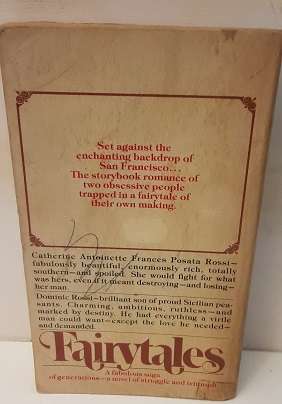 Set against the
enchanting backdrop of
San Francisco...
The storybook romance of
two obsessive people
trapped in a fairytale of
their own making.
Catherine Antoinette Frances Posata Rossi—
fabulously beautiful, enormously rich, totally
southern—and spoiled. She would fight for what
was hers, even if it meant destroying—and losing—
her man.
Dominic Rossi—brilliant son of proud Sicilian pea-
sants. Charming, ambitious, ruthless—and
marked by destiny. He had everything a virile
man could want—except the love he needed—
and demanded.
Fairytales
A fabulous saga
of generations—a novel of struggle and triumph